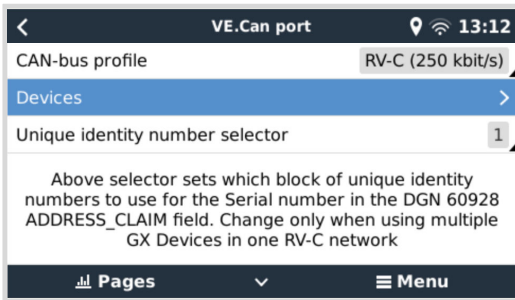 VE.Can port 13:12
CAN-bus profile RV-C (250 kbit/s)
Devices
Unique identity number selector 1
Above selector sets which block of unique identity
numbers to use for the Serial number in the DGN 60928
ADDRESS_CLAIM field. Change only when using multiple
GX Devices in one RV-C network
Pages Menu